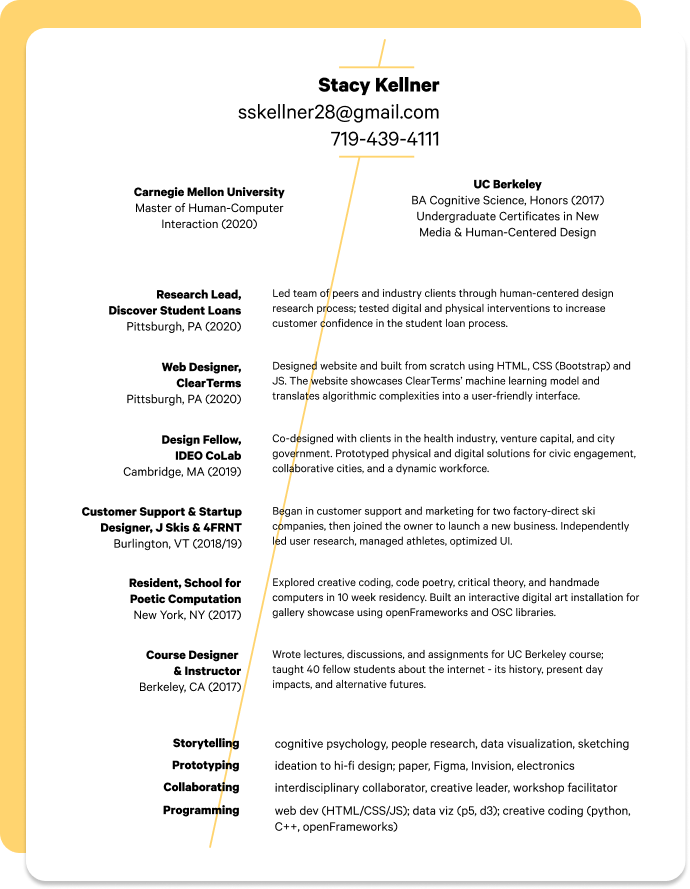 Stacy Kellner
sskellner28@gmail.com
719-439-4111
Carnegie Mellon University
Master of Human-Computer
Interaction (2020)
UC Berkeley
BA Cognitive Science, Honors (2017)
Undergraduate Certificates in New
Media & Human-Centered Design
Research Lead,
Discover Student Loans
Pittsburgh, PA (2020)
Led team of peers and industry clients through human-centered design
research process; tested digital and physical interventions to increase
customer confidence in the student loan process.
Web Designer,
ClearTerms
Pittsburgh, PA (2020)
Designed website and built from scratch using HTML, CSS (Bootstrap) and
JS. The website showcases ClearTerms' machine learning model and
translates algorithmic complexities into a user-friendly interface.
Design Fellow,
IDEO CoLab
Cambridge, MA (2019)
Co-designed with clients in the health industry, venture capital, and city
government. Prototyped physical and digital solutions for civic engagement,
collaborative cities, and a dynamic workforce.
Customer Support & Startup
Designer, J Skis & 4FRNT
Burlington, VT (2018/19)
Began in customer support and marketing for two factory-direct ski
companies, then joined the owner to launch a new business. Independently
led user research, managed athletes, optimized UI.
Resident, School for
Poetic Computation
New York, NY (2017)
Explored creative coding, code poetry, critical theory, and handmade
computers in 10 week residency. Built an interactive digital art installation for
gallery showcase using openFrameworks and OSC libraries.
Course Designer
& Instructor
Berkeley, CA (2017)
Wrote lectures, discussions, and assignments for UC Berkeley course;
taught 40 fellow students about the internet - its history, present day
impacts, and alternative futures.
Storytelling cognitive psychology, people research, data visualization, sketching
Prototyping ideation to hi-fi design; paper, Figma, Invision, electronics
Collaborating interdisciplinary collaborator, creative leader, workshop facilitator
Programming web dev (HTML/CSS/JS); data viz (p5, d3); creative coding (python,
C++, openFrameworks)